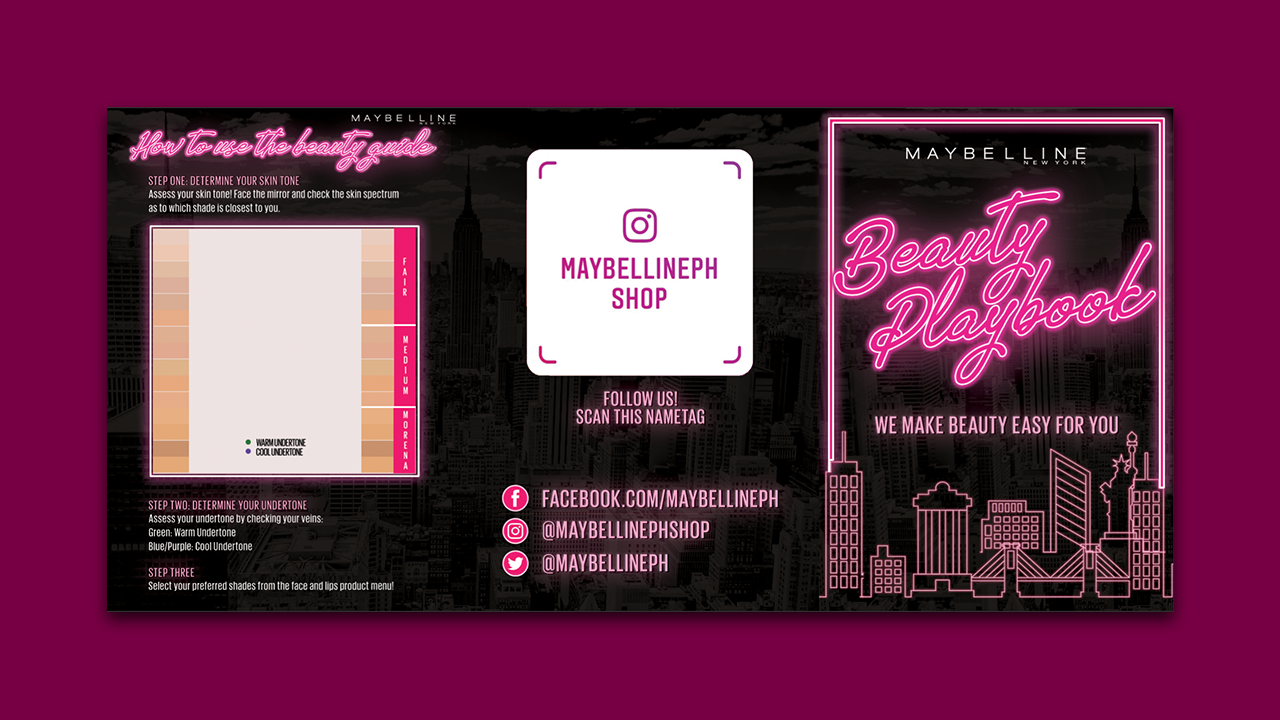 MAYBELLINE
NEW YORK
How to use the beauty guide
STEP ONE: DETERMINE YOUR SKIN TONE
Assess your skin tone! Face the mirror and check the skin spectrum
as to which shade is closest to you.
FAIR
MEDIUM
MORENA
WARM UNDERTONE
COOL UNDERTONE
STEP TWO: DETERMINE YOUR UNDERTONE
Assess your undertone by checking your veins:
Green: Warm Undertone
Blue/Purple: Cool Undertone
STEP THREE
Select your preferred shades from the face and lips product menu!
MAYBELLINEPH
SHOP
FOLLOW US!
SCAN THIS NAMETAG
FACEBOOK.COM/MAYBELLINEPH
@MAYBELLINEPHSHOP
@MAYBELLINEPH
MAYBELLINE
NEW YORK
Beauty
Playbook
WE MAKE BEAUTY EASY FOR YOU